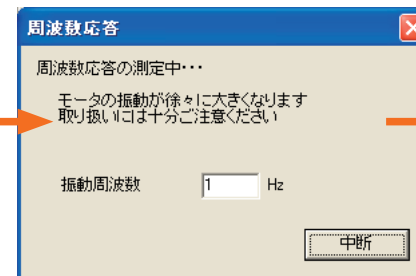 周波数応答
周波数応答の測定中・・・
モータの振動が徐々に大きくなります
取り扱いには十分ご注意ください
振動周波数 1 Hz
中断